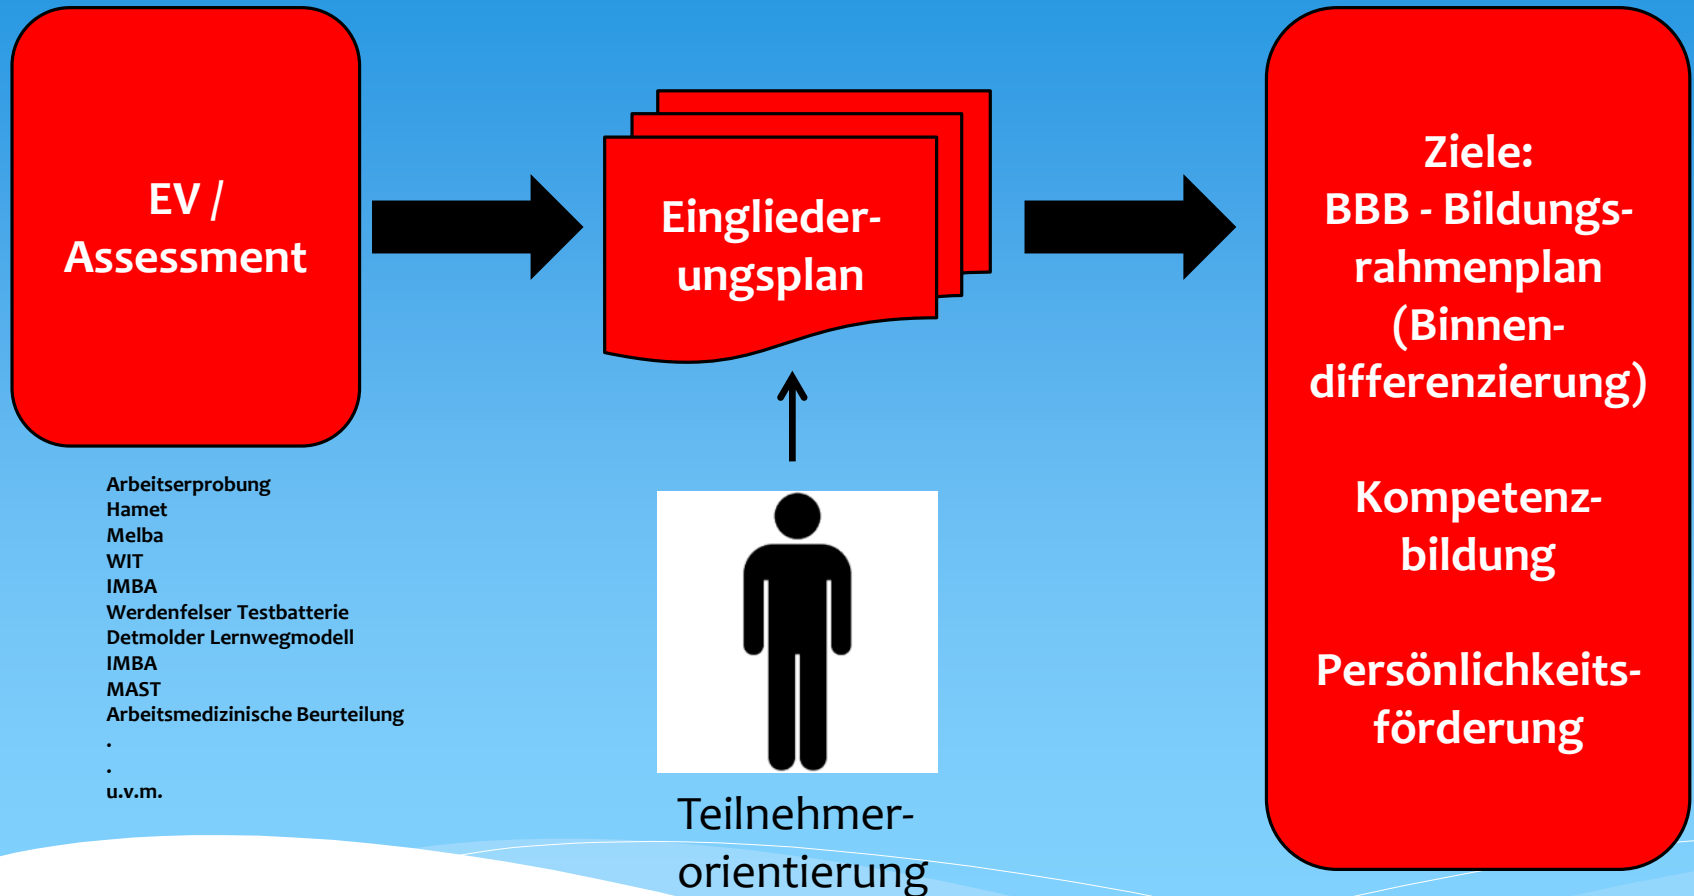 EV /
Assessment
Arbeitserprobung
Hamet
Melba
WIT
IMBA
Werdenfelser Testbatterie
Detmolder Lernwegmodell
IMBA
MAST
Arbeitsmedizinische Beurteilung
.
.
u.v.m.
Einglieder-
ungsplan
Teilnehmer-
orientierung
Ziele:
BBB - Bildungs-
rahmenplan
(Binnen-
differenzierung)
Kompetenz-
bildung
Persönlichkeits-
förderung